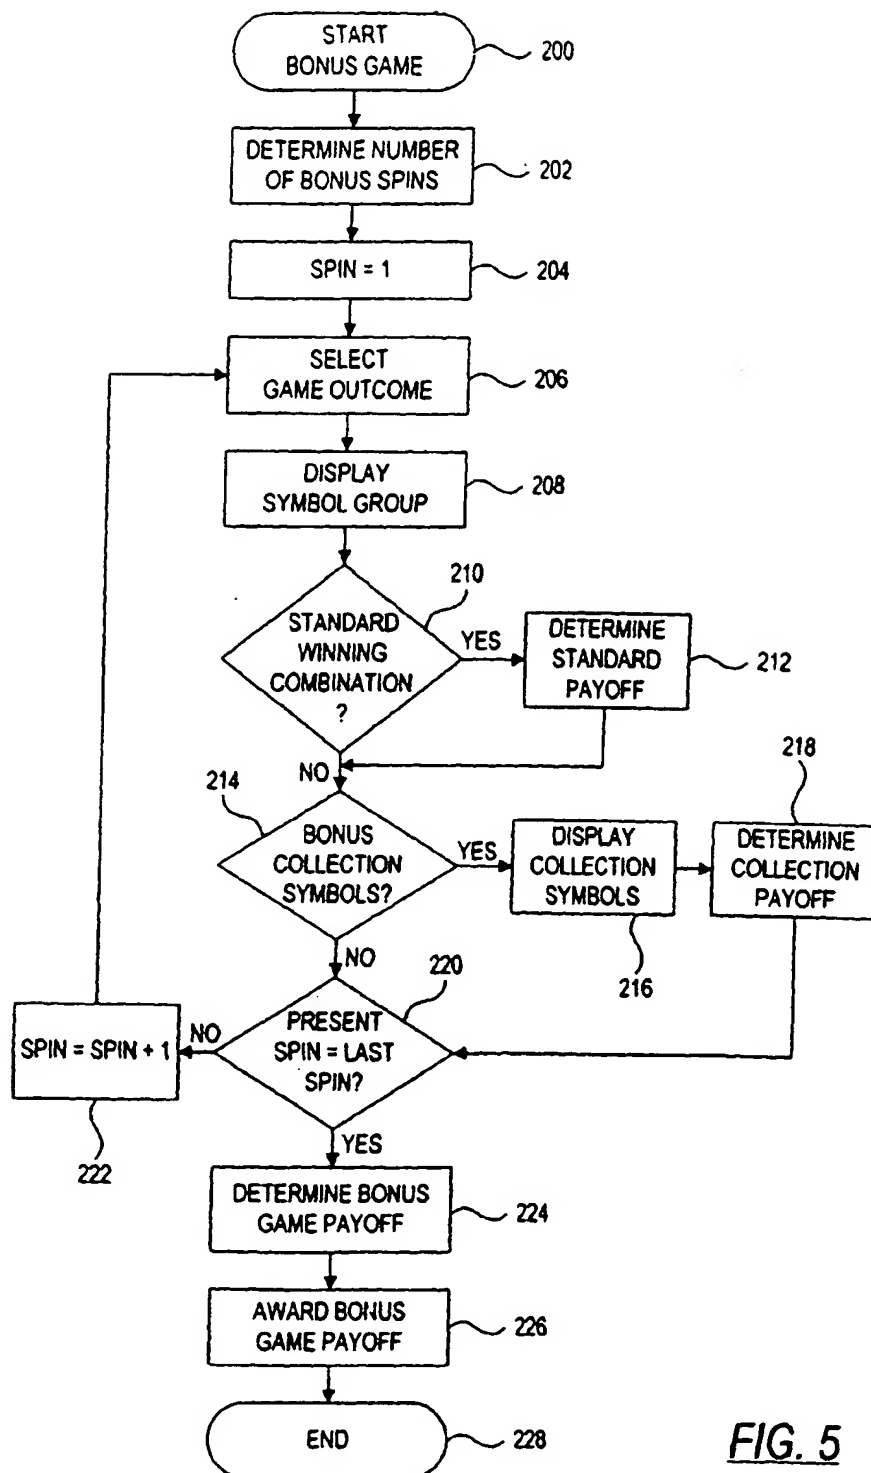 START
BONUS GAME
200
DETERMINE NUMBER
OF BONUS SPINS
202
SPIN = 1
204
SELECT
GAME OUTCOME
206
DISPLAY
SYMBOL GROUP
208
210
STANDARD
WINNING
COMBINATION
?
YES
DETERMINE
STANDARD
PAYOFF
212
NO
214
BONUS
COLLECTION
SYMBOLS?
YES
DISPLAY
COLLECTION
SYMBOLS
216
218
DETERMINE
COLLECTION
PAYOFF
NO
220
PRESENT
SPIN = LAST
SPIN?
NO
SPIN = SPIN + 1
222
YES
DETERMINE BONUS
GAME PAYOFF
224
AWARD BONUS
GAME PAYOFF
226
END
228
FIG. 5